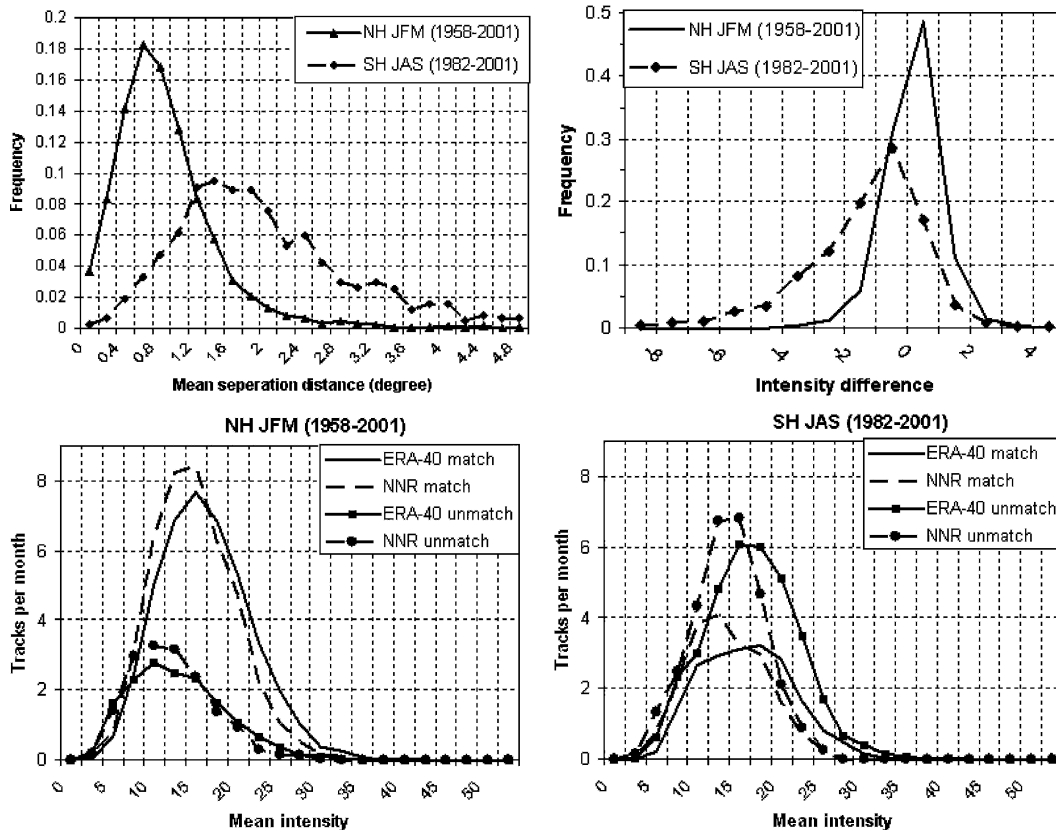 0.2
0.18
0.16
0.14
0.12
0.1
0.08
0.06
0.04
0.02
0
Frequency
NH JFM (1958-2001)
SH JAS (1982-2001)
0 0.4 0.8 1.2 1.6 2 2.4 2.8 3.2 3.6 4 4.4 4.8
Mean seperation distance (degree)
0.5
0.4
0.3
0.2
0.1
0
Frequency
NH JFM (1958-2001)
SH JAS (1982-2001)
-8 -6 -4 -2 0 2 4
Intensity difference
NH JFM (1958-2001)
8
6
4
2
0
Tracks per month
ERA-40 match
NNR match
ERA-40 unmatch
NNR unmatch
0 5 10 15 20 25 30 35 40 45 50
Mean intensity
SH JAS (1982-2001)
8
6
4
2
0
Tracks per month
ERA-40 match
NNR match
ERA-40 unmatch
NNR unmatch
0 5 10 15 20 25 30 35 40 45 50
Mean intensity